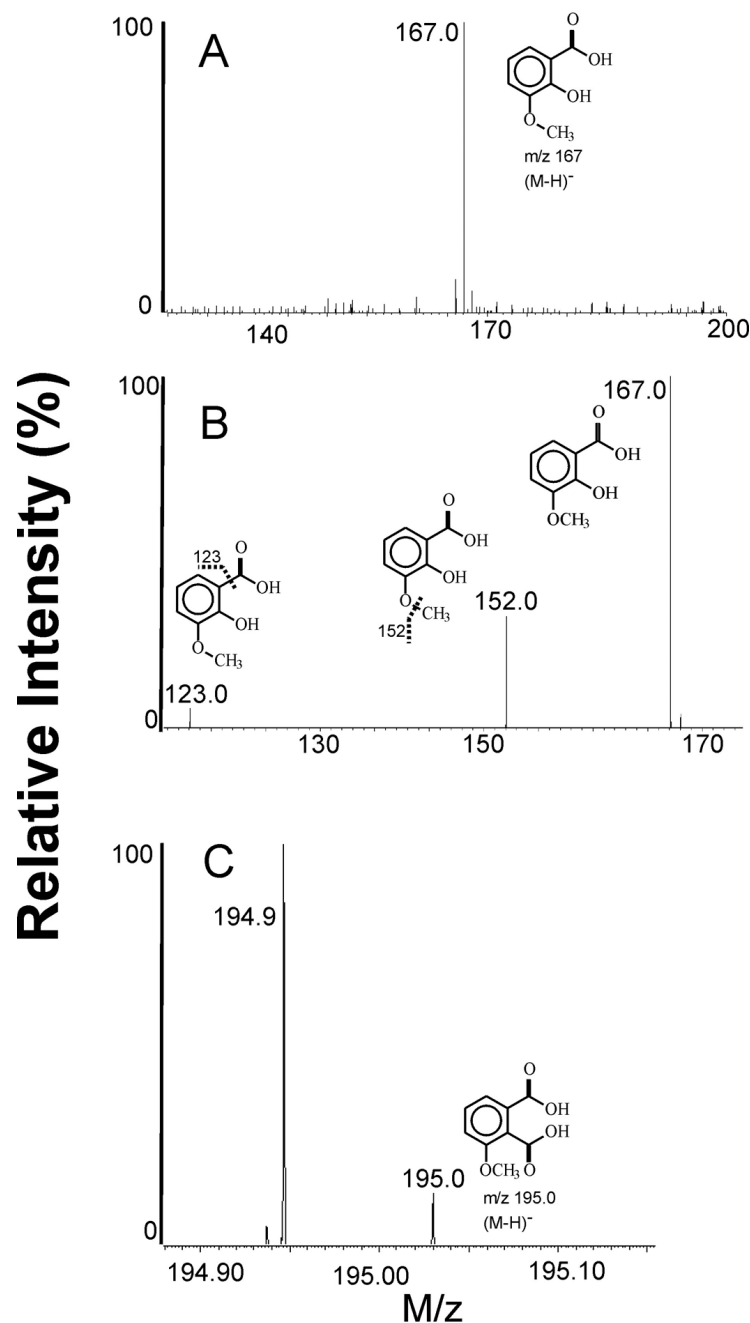 Relative Intensity (%)
100
A
167.0
O
OH
OH
O
CH3
m/z 167
(M-H)-
0
140
170
200
100
B
167.0
O
OH
OH
OCH3
O
OH
OH
O
CH3
152
152.0
123
O
OH
OH
O
CH3
123.0
0
130
150
170
100
C
194.9
O
OH
OH
O
OCH3
195.0
m/z 195.0
(M-H)-
0
194.90
195.00
195.10
M/z